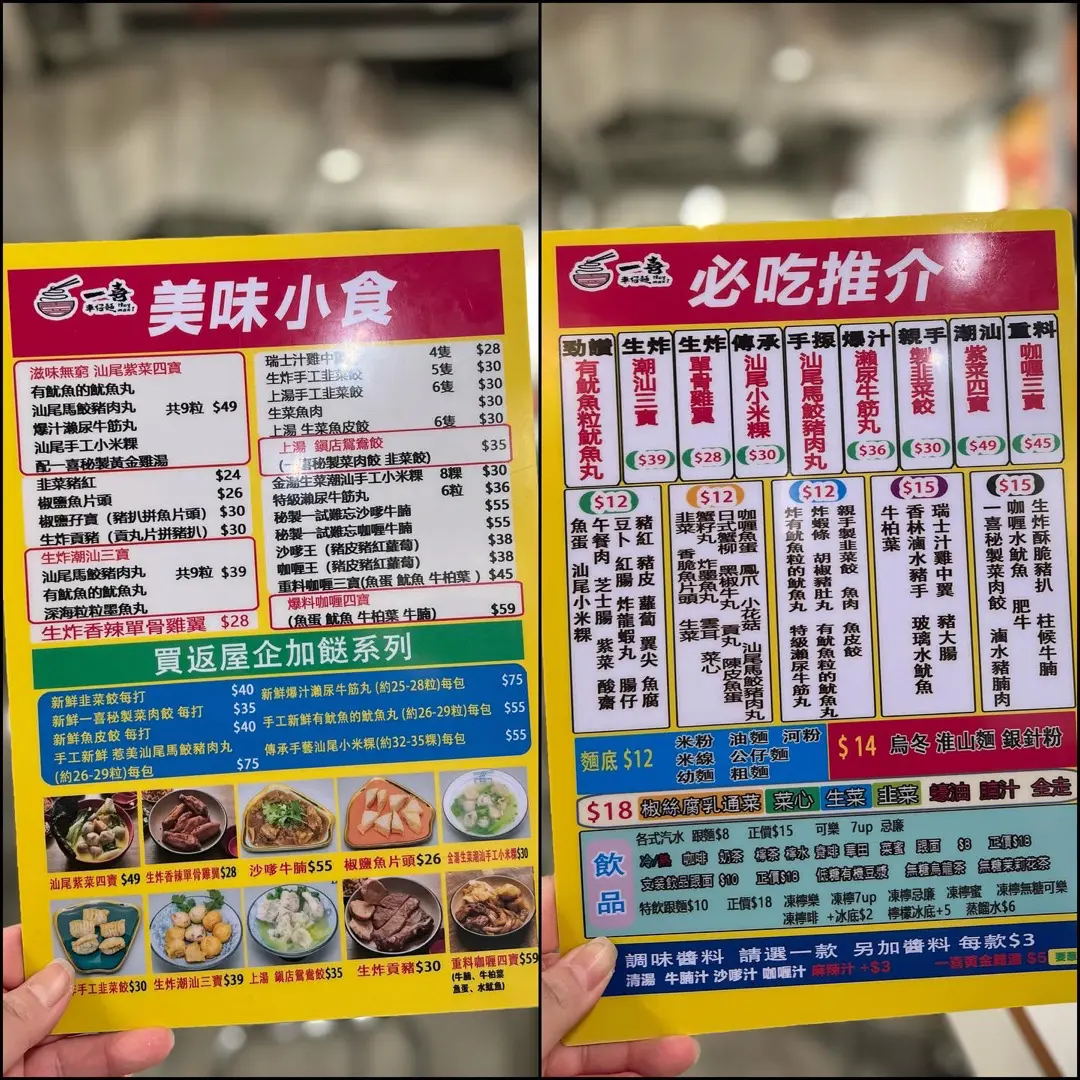 一喜
車仔麵
美味小食
滋味無窮 汕尾紫菜四寶
有魷魚的魷魚丸
汕尾馬鮫豬肉丸 共9粒 $49
爆汁瀨尿牛筋丸
汕尾手工小米粿
配一喜秘製黃金雞湯
韭菜豬紅 $24
椒鹽魚片頭 $26
椒鹽孖寶（豬扒拼魚片頭） $30
生炸貢豬（貢丸片拼豬扒） $30
生炸潮汕三寶
汕尾馬鮫豬肉丸 共9粒 $39
有魷魚的魷魚丸
深海粒粒墨魚丸
生炸香辣單骨雞翼 $28
瑞士汁雞中 4隻 $28
生炸手工韭菜餃 5隻 $30
上湯手工韭菜餃 6隻 $30
生菜魚肉 $30
上湯 生菜魚皮餃 6隻 $30
上湯 鎮店鴛鴦餃 $35
(一喜秘製菜肉餃 韭菜餃)
金湯生菜潮汕手工小米粿 8粿 $30
特級瀨尿牛筋丸 6粒 $36
秘製一試難忘沙嗲牛腩 $55
秘製一試難忘咖喱牛腩 $55
沙嗲王（豬皮豬紅蘿蔔） $38
咖喱王（豬皮豬紅蘿蔔） $38
重料咖喱三寶(魚蛋 魷魚 牛柏葉 ) $45
爆料咖喱四寶
(魚蛋 魷魚 牛柏葉 牛腩) $59
買返屋企加餸系列
新鮮韭菜餃每打 $40
新鮮一喜秘製菜肉餃 每打 $35
新鮮魚皮餃 每打 $40
手工新鮮 惹美汕尾馬鮫豬肉丸
(約26-29粒)每包 $75
新鮮爆汁瀨尿牛筋丸 (約25-28粒)每包 $75
手工新鮮有魷魚的魷魚丸 (約26-29粒)每包 $55
傳承手藝汕尾小米粿(約32-35粿)每包 $55
汕尾紫菜四寶 $49
生炸香辣單骨雞翼$28
沙嗲牛腩$55
椒鹽魚片頭$26
金湯生菜潮汕手工小米粿$30
手工韭菜餃$30
生炸潮汕三寶$39
上湯 鎮店鴛鴦餃$35
生炸貢豬$30
重料咖喱四寶$59
(牛腩、牛柏葉
魚蛋、水魷魚)
一喜
車仔麵
必吃推介
勁讚 有魷魚粒魷魚丸
生炸 潮汕三寶 $39
生炸 單骨雞翼 $28
傳承 汕尾小米粿 $30
手搽 汕尾馬鮫豬肉丸
爆汁 瀨尿牛筋丸 $36
親手 製韭菜餃 $30
潮汕 紫菜四寶 $49
重料 咖喱三寶 $45
$12
豬紅 豬皮 蘿蔔 翼尖 魚腐
豆卜 紅腸 炸龍蝦丸 腸仔
午餐肉 芝士腸 紫菜 酸齋
魚蛋 汕尾小米粿
$12
咖喱魚蛋 鳳爪 小花菇 汕尾馬鮫豬肉丸
日式蟹柳 黑椒牛丸 貢丸 陳皮魚蛋
蟹籽丸 炸墨魚丸 雲耳 菜心
韭菜 香脆魚片頭 生菜
$12
親手製韭菜餃 魚肉 魚皮餃
炸蝦條 胡椒豬肚丸 有魷魚粒的魷魚丸
炸有魷魚粒的魷魚丸 特級瀨尿牛筋丸
$15
瑞士汁雞中翼 豬大腸
香林滷水豬手 玻璃水魷魚
牛柏葉
$15
生炸酥脆豬扒 柱候牛腩
咖喱水魷魚 肥牛
一喜秘製菜肉餃 滷水豬腩肉
麵底 $12
米粉 油麵 河粉
米線 公仔麵
幼麵 粗麵
$14 烏冬 淮山麵 銀針粉
$18 椒絲腐乳通菜 菜心 生菜 韭菜 蠔油 豉汁 全走
飲品
各式汽水 跟麵$8 正價$15 可樂 7up 忌廉
冷/熱 咖啡 奶茶 檸茶 檸水 齋啡 華田 菜蜜 跟麵 $8 正價$18
支裝飲品跟麵 $10 正價$18 低糖有機豆漿 無糖烏龍茶 無糖茉莉花茶
特飲跟麵$10 正價$18 凍檸樂 凍檸7up 凍檸忌廉 凍檸蜜 凍檸無糖可樂
凍檸啡 +冰底$2 檸檬冰底+5 蒸餾水$6
調味醬料 請選一款 另加醬料 每款$3
清湯 牛腩汁 沙嗲汁 咖喱汁 麻辣汁 +$3 一喜黃金雞湯 $5